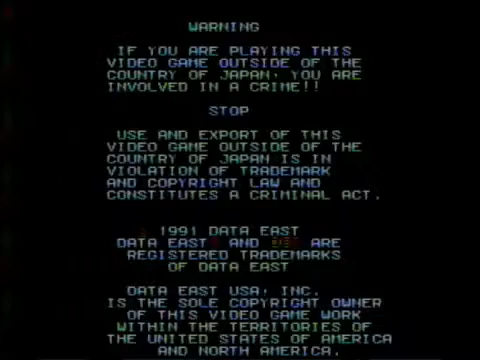 WARNING
IF YOU ARE PLAYING THIS
VIDEO GAME OUTSIDE OF THE
COUNTRY OF JAPAN, YOU ARE
INVOLVED IN A CRIME!!
STOP
USE AND EXPORT OF THIS
VIDEO GAME OUTSIDE OF THE
COUNTRY OF JAPAN IS IN
VIOLATION OF TRADEMARK
AND COPYRIGHT LAW AND
CONSTITUTES A CRIMINAL ACT.
1991 DATA EAST
DATA EAST AND ARE
REGISTERED TRADEMARKS
OF DATA EAST
DATA EAST USA, INC.
IS THE SOLE COPYRIGHT OWNER
OF THIS VIDEO GAME WORK
WITHIN THE TERRITORIES OF
THE UNITED STATES OF AMERICA
AND NORTH AMERICA.